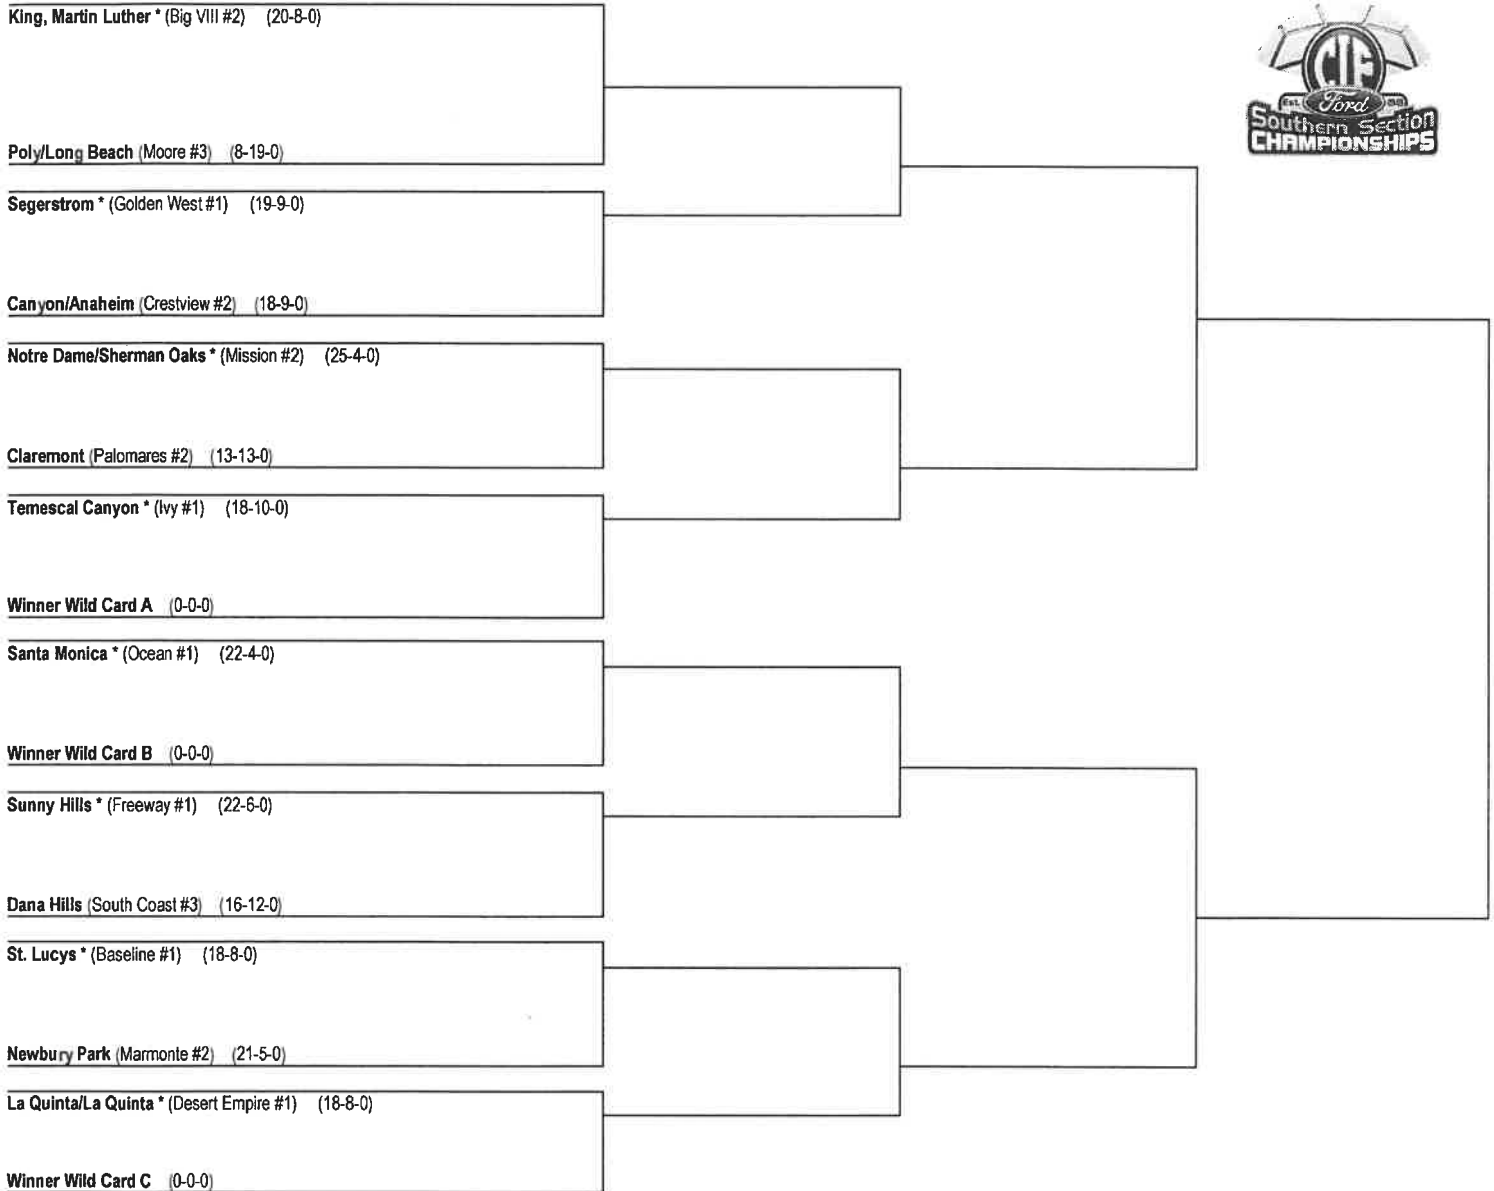 King, Martin Luther * (Big VIII #2) (20-8-0)
Poly/Long Beach (Moore #3) (8-19-0)
Segerstrom * (Golden West #1) (19-9-0)
Canyon/Anaheim (Crestview #2) (18-9-0)
Notre Dame/Sherman Oaks * (Mission #2) (25-4-0)
Claremont (Palomares #2) (13-13-0)
Temescal Canyon * (Ivy #1) (18-10-0)
Winner Wild Card A (0-0-0)
Santa Monica * (Ocean #1) (22-4-0)
Winner Wild Card B (0-0-0)
Sunny Hills * (Freeway #1) (22-6-0)
Dana Hills (South Coast #3) (16-12-0)
St. Lucys * (Baseline #1) (18-8-0)
Newbury Park (Marmonte #2) (21-5-0)
La Quinta/La Quinta * (Desert Empire #1) (18-8-0)
Winner Wild Card C (0-0-0)
CIF
Est. Ford
Southern Section
CHAMPIONSHIPS